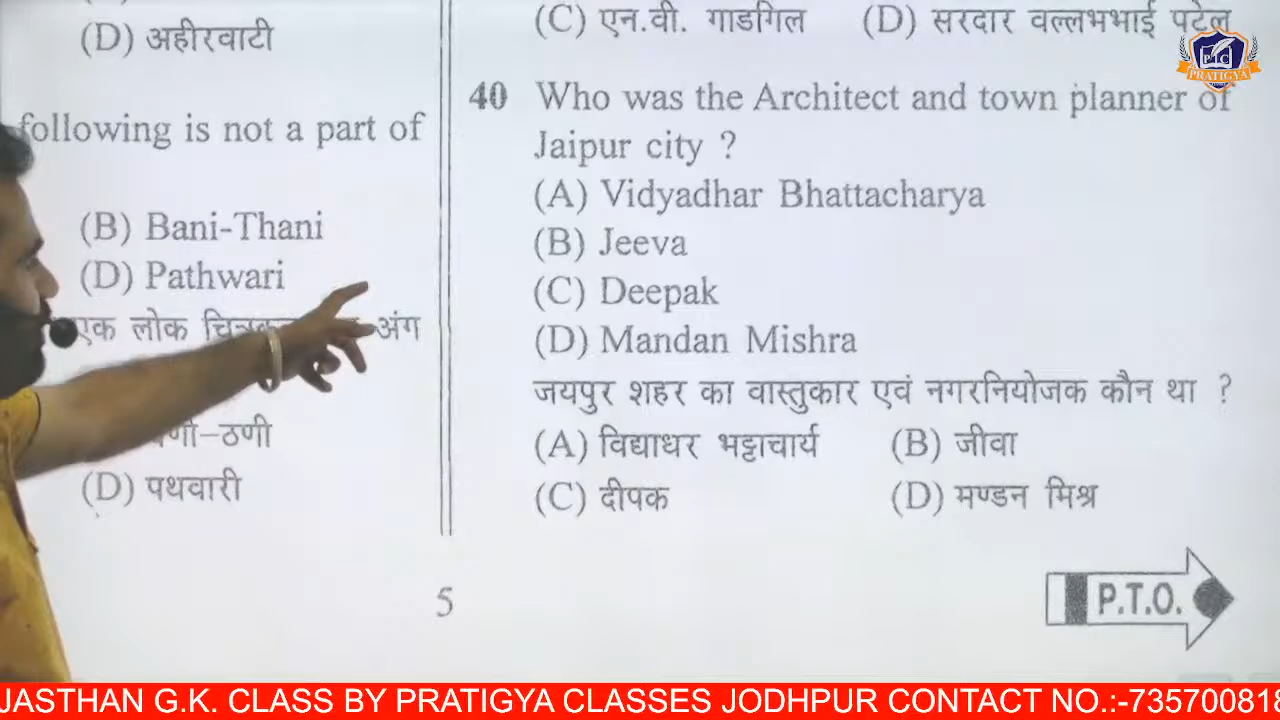 (D) अहीरवाटी
following is not a part of
(B) Bani-Thani
(D) Pathwari
एक लोक
अंग
(D) पथवारी
(C) एन.वी. गाडगिल (D) सरदार वल्लभभाई पटेल
40 Who was the Architect and town planner of
Jaipur city ?
(A) Vidyadhar Bhattacharya
(B) Jeeva
(C) Deepak
(D) Mandan Mishra
जयपुर शहर का वास्तुकार एवं नगरनियोजक कौन था ?
(A) विद्याधर भट्टाचार्य (B) जीवा
(C) दीपक (D) मण्डन मिश्र
5
P.T.O.
PTC
PRATIGYA
JASTHAN G.K. CLASS BY PRATIGYA CLASSES JODHPUR CONTACT NO.:-735700818